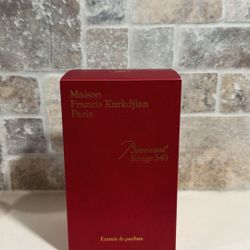 Maison
Francis Kurkdjian
Paris
Baccarat
Rouge 540
Extrait de parfum